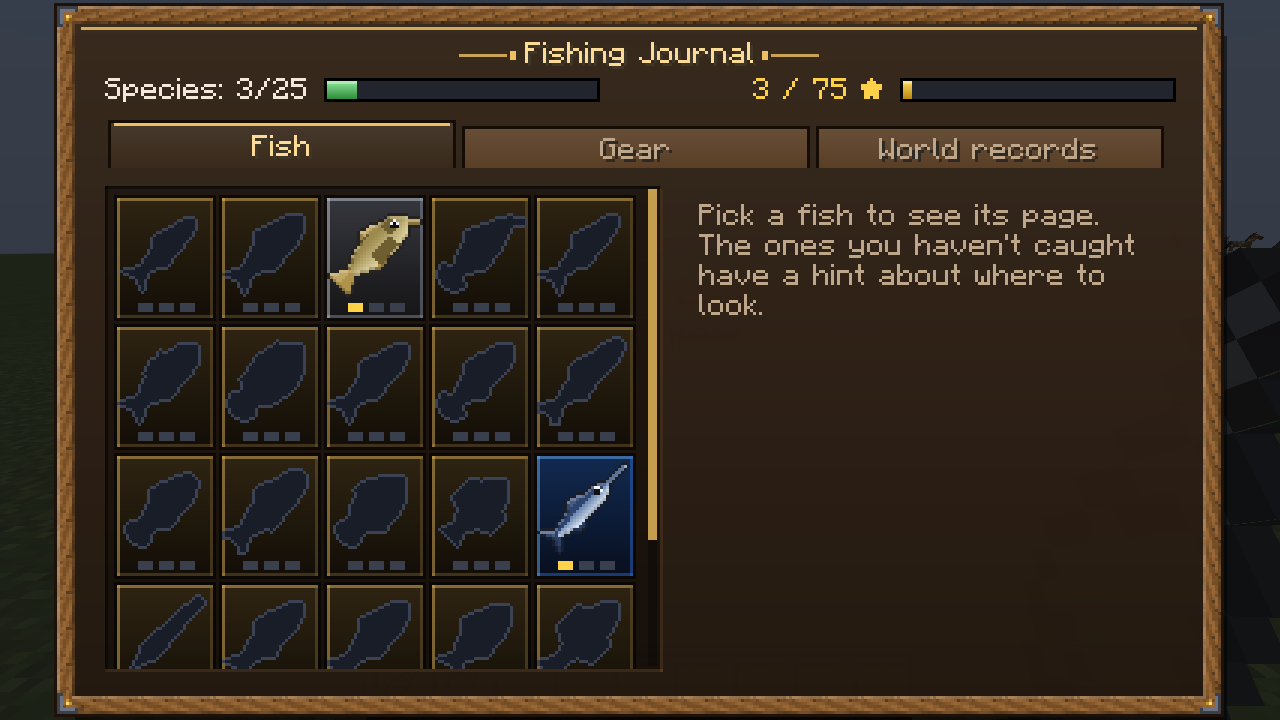 Fishing Journal
Species: 3/25
3 / 75
Fish
Gear
World records
Pick a fish to see its page.
The ones you haven't caught
have a hint about where to
look.